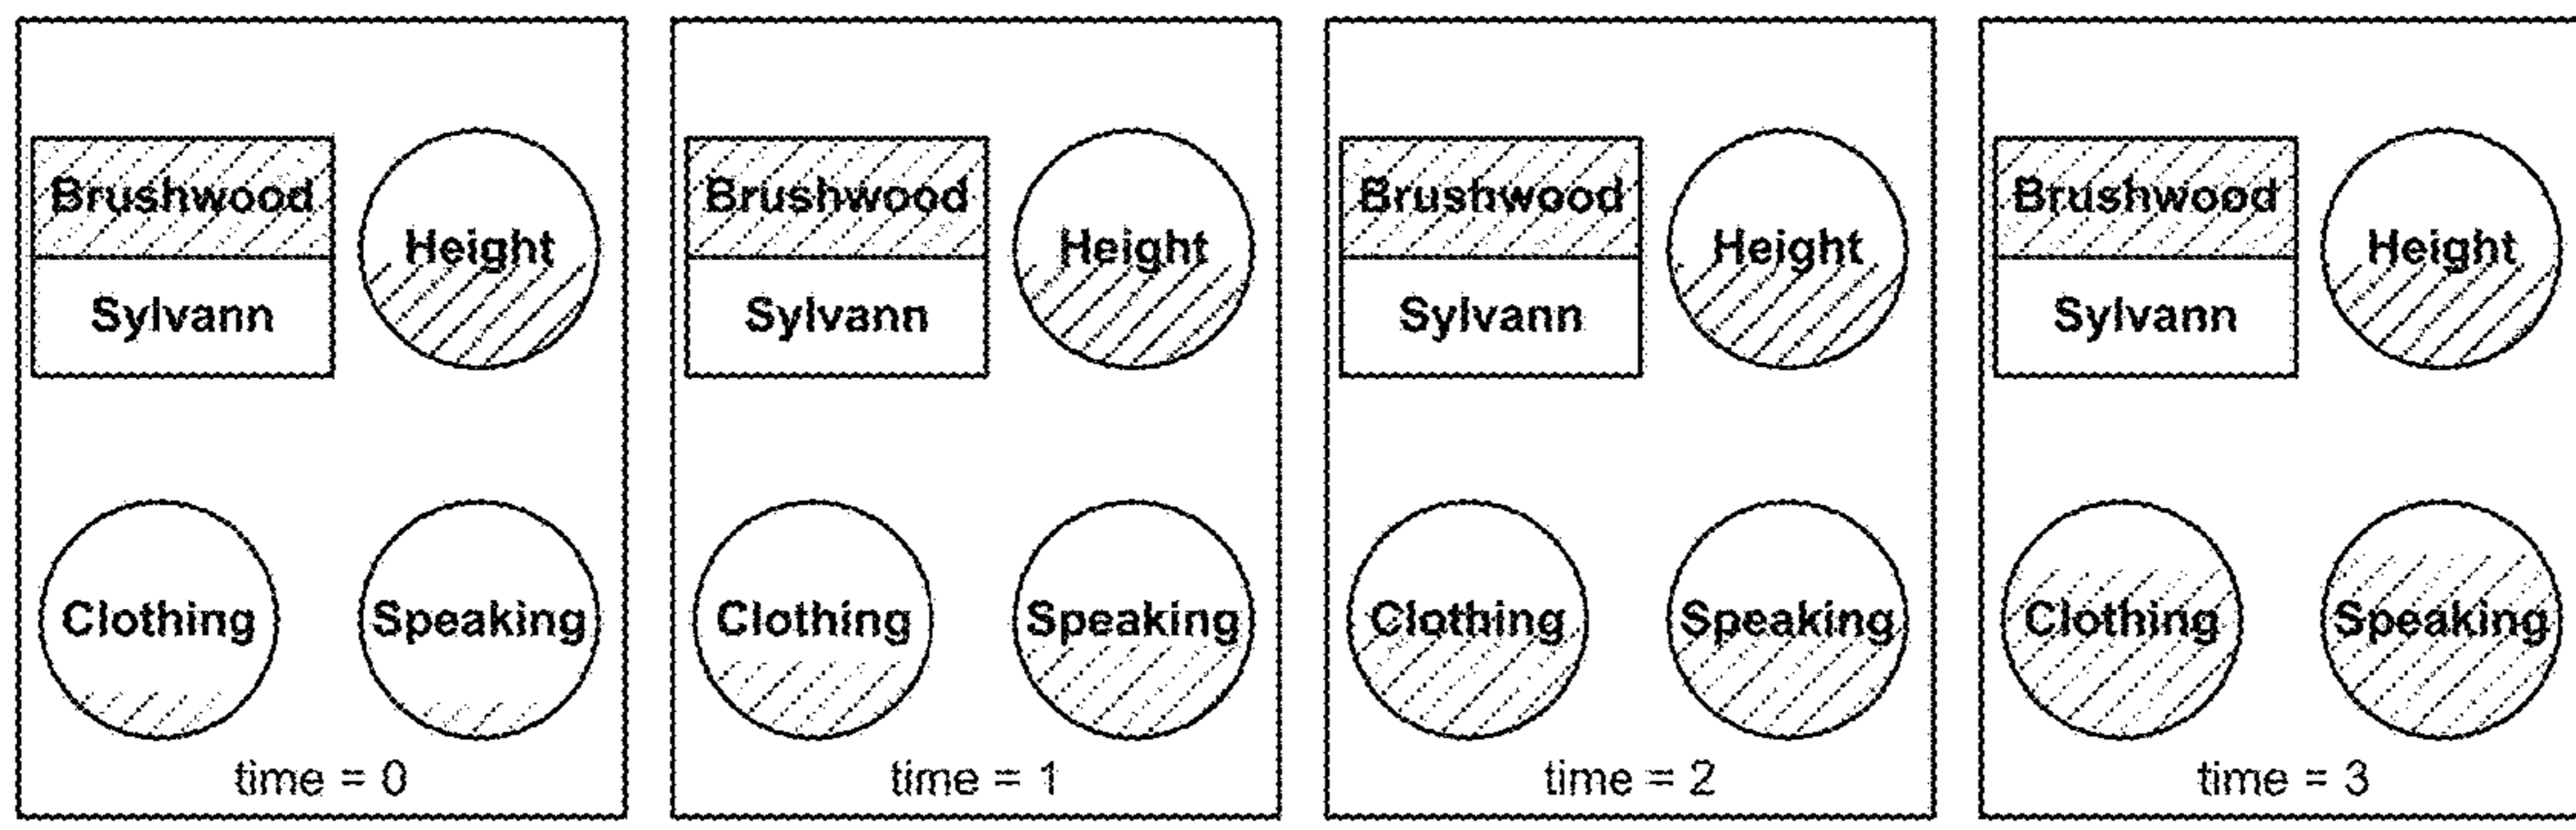 Brushwood
Height
Sylvann
Clothing
Speaking
time = 0
Brushwood
Height
Sylvann
Clothing
Speaking
time = 1
Brushwood
Height
Sylvann
Clothing
Speaking
time = 2
Brushwood
Height
Sylvann
Clothing
Speaking
time = 3